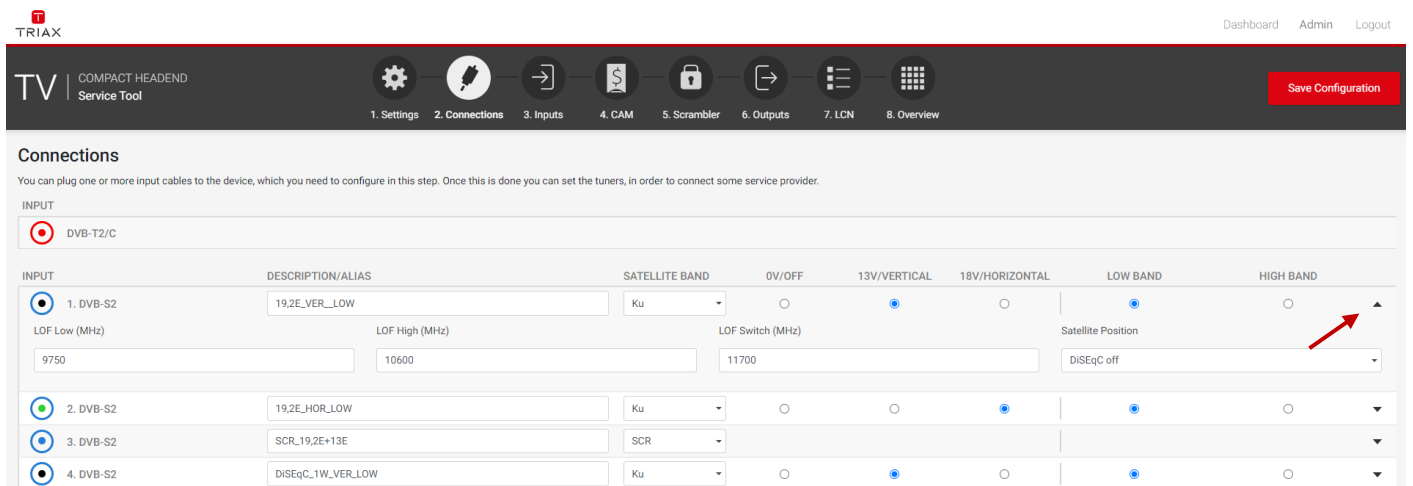 TRIAX
Dashboard Admin Logout
TV | COMPACT HEADEND
Service Tool
1. Settings 2. Connections 3. Inputs 4. CAM 5. Scrambler 6. Outputs 7. LCN 8. Overview
Save Configuration
Connections
You can plug one or more input cables to the device, which you need to configure in this step. Once this is done you can set the tuners, in order to connect some service provider.
INPUT
DVB-T2/C
INPUT DESCRIPTION/ALIAS SATELLITE BAND 0V/OFF 13V/VERTICAL 18V/HORIZONTAL LOW BAND HIGH BAND
1. DVB-S2 19,2E_VER__LOW Ku
LOF Low (MHz) LOF High (MHz) LOF Switch (MHz) Satellite Position
9750 10600 11700 DiSEqC off
2. DVB-S2 19,2E_HOR_LOW Ku
3. DVB-S2 SCR_19,2E+13E SCR
4. DVB-S2 DiSEqC_1W_VER_LOW Ku